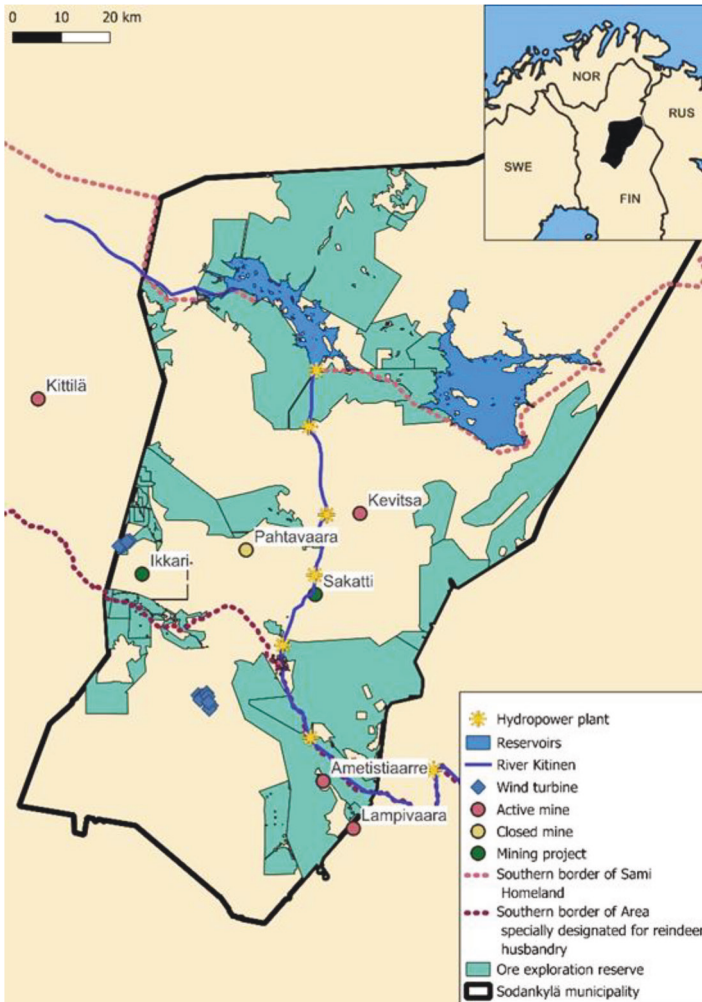 0 10 20 km
NOR
RUS
SWE
FIN
Kittilä
Kevitsa
Pahtavaara
Ikkari
Sakatti
Ametistiaarre
Lampivaara
Hydropower plant
Reservoirs
River Kitinen
Wind turbine
Active mine
Closed mine
Mining project
Southern border of Sami
Homeland
Southern border of Area
specially designated for reindeer
husbandry
Ore exploration reserve
Sodankylä municipality